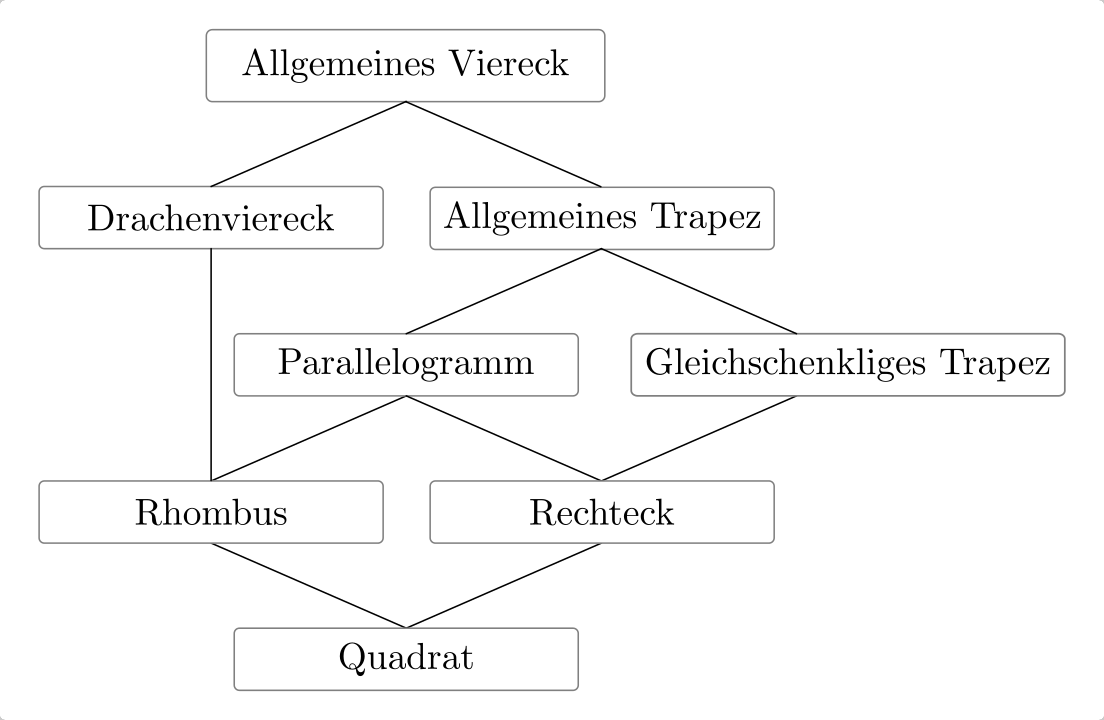 Allgemeines Viereck
Drachenviereck
Allgemeines Trapez
Parallelogramm
Gleichschenkliges Trapez
Rhombus
Rechteck
Quadrat